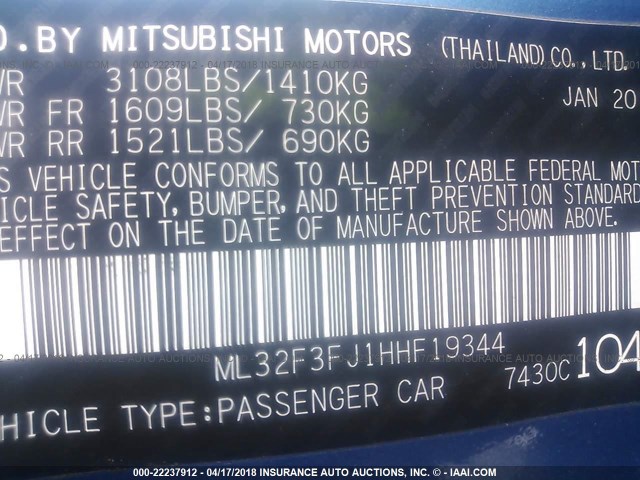 D. BY MITSUBISHI MOTORS (THAILAND) CO., LTD.
WR 3108LBS/1410KG JAN 20
WR FR 1609LBS/ 730KG
WR RR 1521LBS/ 690KG
S VEHICLE CONFORMS TO ALL APPLICABLE FEDERAL MOT
ICLE SAFETY, BUMPER, AND THEFT PREVENTION STANDARD
EFFECT ON THE DATE OF MANUFACTURE SHOWN ABOVE.
ML32F3FJ1HHF19344
7430C 104
EHICLE TYPE:PASSENGER CAR
000-22237912 - 04/17/2018 INSURANCE AUTO AUCTIONS, INC. - © - IAAI.COM